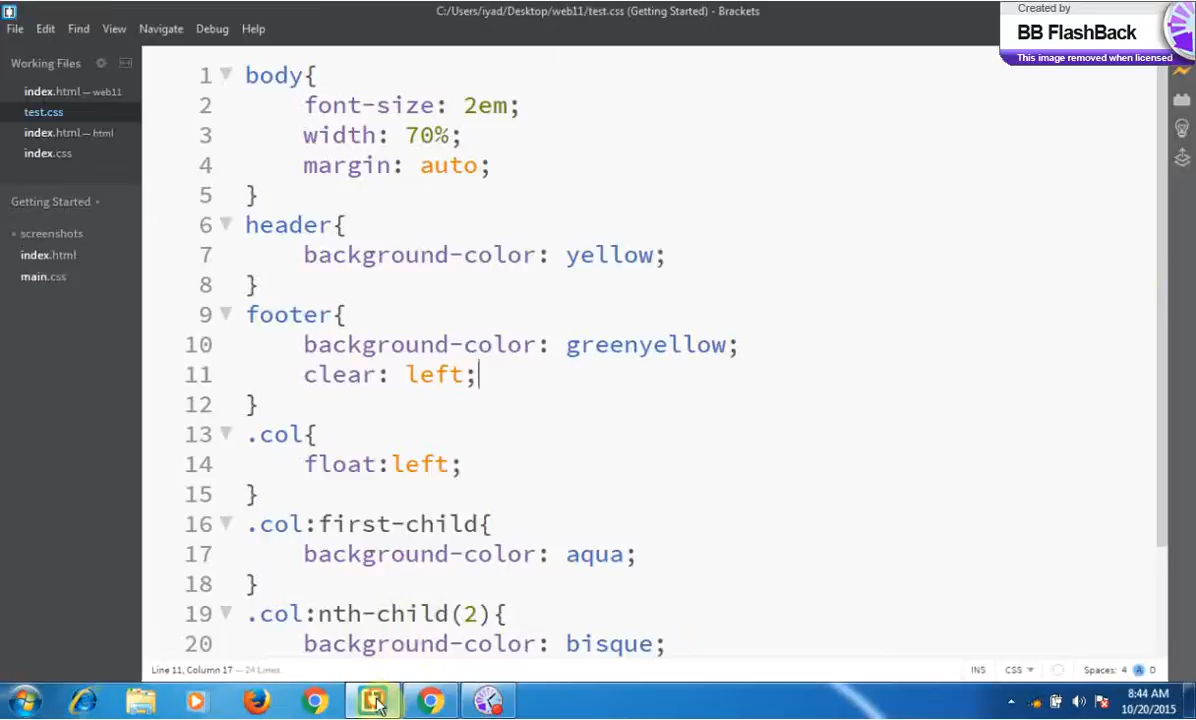 C:/Users/iyad/Desktop/web11/test.css (Getting Started) - Brackets
Created by
BB FlashBack
This image removed when licensed
File Edit Find View Navigate Debug Help
Working Files
index.html — web11
test.css
index.html — html
index.css
Getting Started
screenshots
index.html
main.css
1 body{
2 font-size: 2em;
3 width: 70%;
4 margin: auto;
5 }
6 header{
7 background-color: yellow;
8 }
9 footer{
10 background-color: greenyellow;
11 clear: left;
12 }
13 .col{
14 float:left;
15 }
16 .col:first-child{
17 background-color: aqua;
18 }
19 .col:nth-child(2){
20 background-color: bisque;
Line 11, Column 17 — 24 Lines
INS CSS Spaces: 4 A D
8:44 AM
10/20/2015